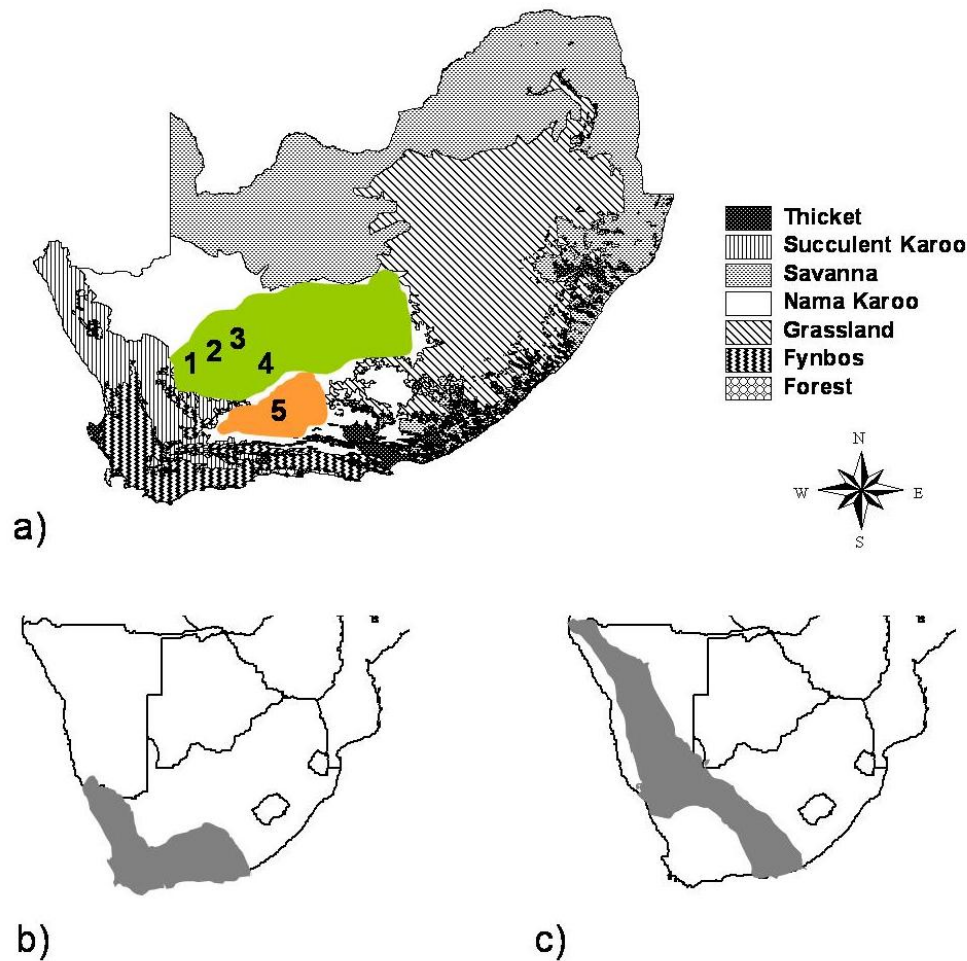 Thicket
Succulent Karoo
Savanna
Nama Karoo
Grassland
Fynbos
Forest
1 2 3 4
5
N
W E
S
a)
b) c)